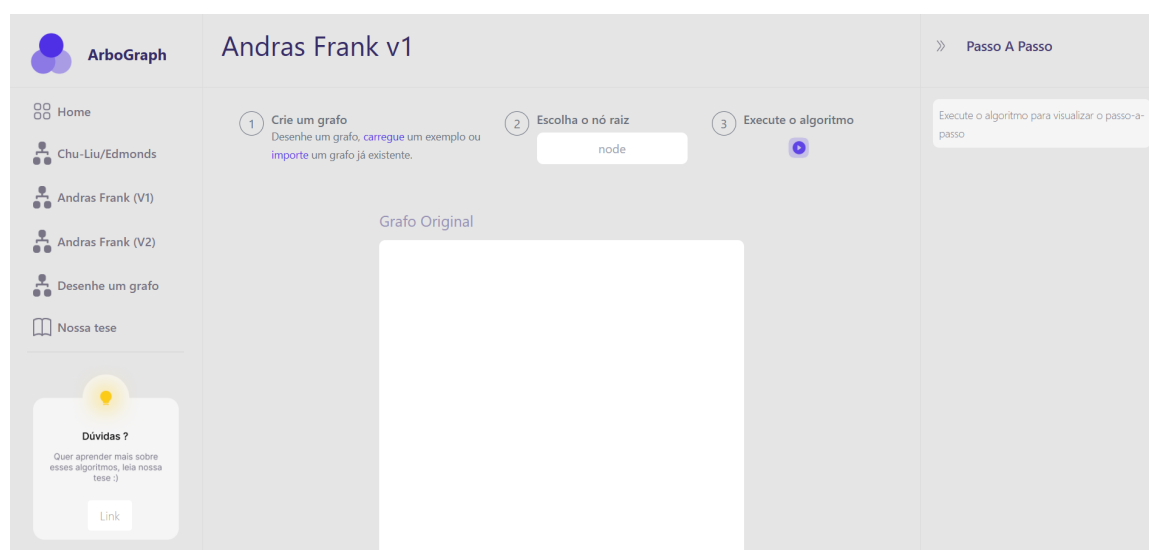 ArboGraph
Home
Chu-Liu/Edmonds
Andras Frank (V1)
Andras Frank (V2)
Desenhe um grafo
Nossa tese
Dúvidas ?
Quer aprender mais sobre
esses algoritmos, leia nossa
tese :)
Link
Andras Frank v1
1
Crie um grafo
Desenhe um grafo, carregue um exemplo ou
importe um grafo já existente.
2
Escolha o nó raiz
node
3
Execute o algoritmo
Grafo Original
Passo A Passo
Execute o algoritmo para visualizar o passo-a-
passo